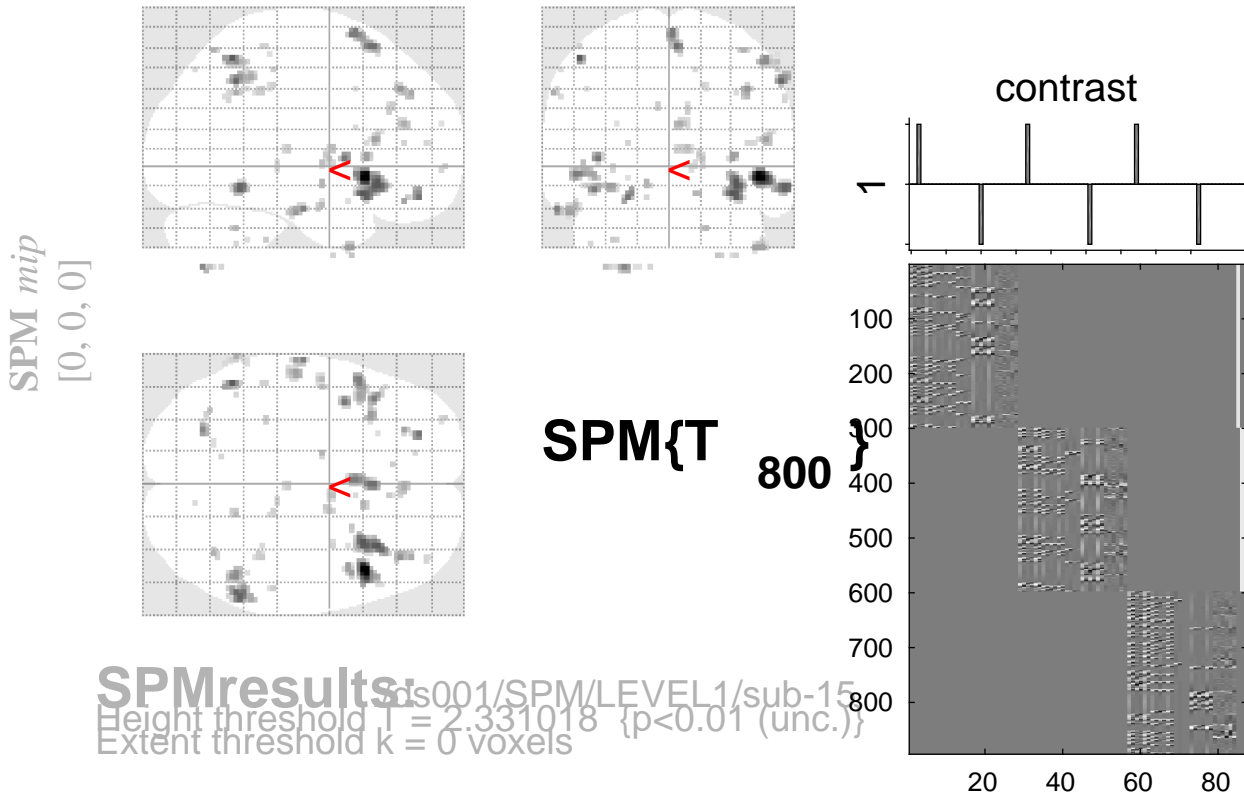 contrast
1
SPM mip
[0, 0, 0]
<
<
<
SPM{T800}
100
200
300
400
500
600
700
800
20 40 60 80
SPMresults: /ds001/SPM/LEVEL1/sub-15
Height threshold T = 2.331018 {p<0.01 (unc.)}
Extent threshold k = 0 voxels